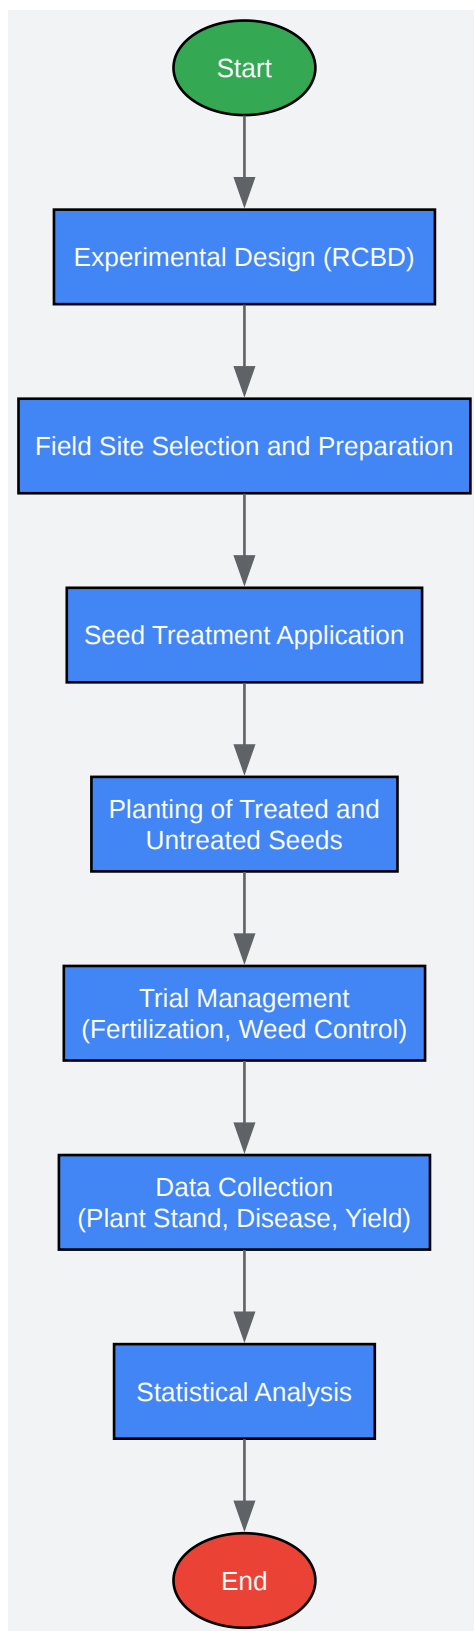 Start
Experimental Design (RCBD)
Field Site Selection and Preparation
Seed Treatment Application
Planting of Treated and
Untreated Seeds
Trial Management
(Fertilization, Weed Control)
Data Collection
(Plant Stand, Disease, Yield)
Statistical Analysis
End